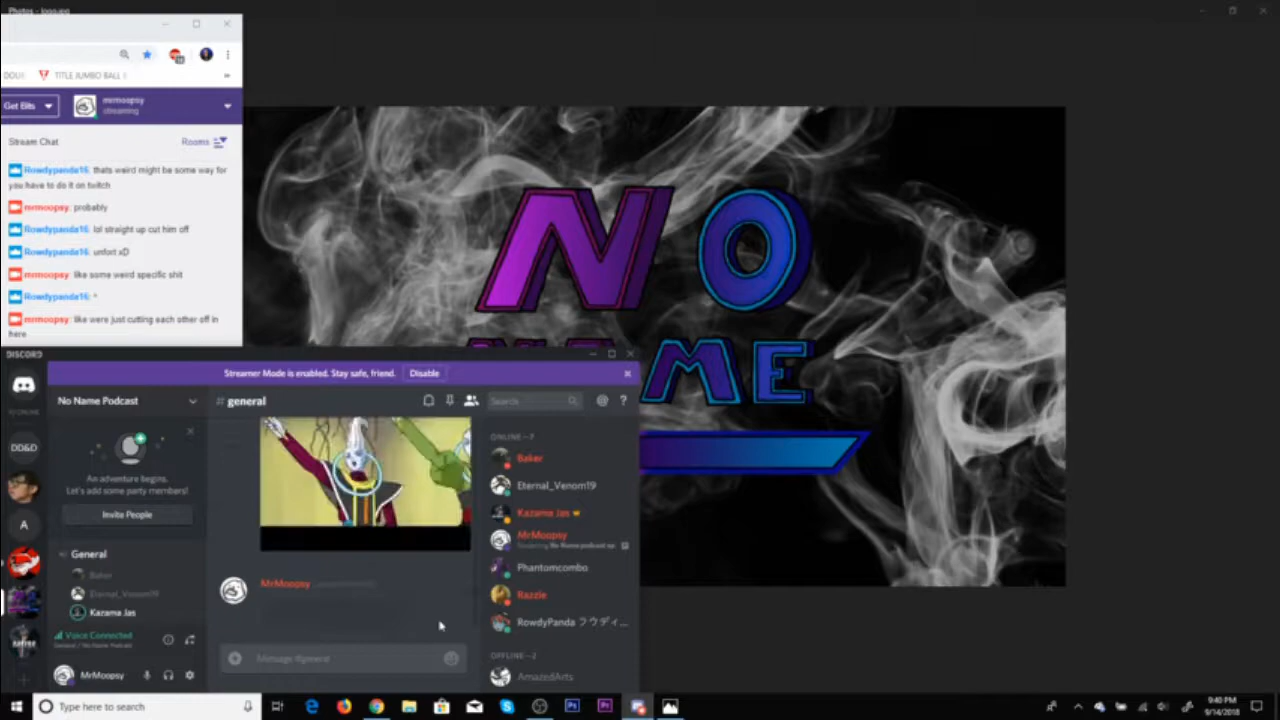 Photos - logo.jpg
TITLE JUMBO BALL
Get Bits
mrmoopsy
streaming
Stream Chat
Rooms
Rowdypanda16: thats weird might be some way for
you have to do it on twitch
mrmoopsy: probably
Rowdypanda16: lol straight up cut him off
Rowdypanda16: unfort xD
mrmoopsy: like some weird specific shit
Rowdypanda16: ^
mrmoopsy: like were just cutting each other off in
here
NO
ME
DISCORD
Streamer Mode is enabled. Stay safe, friend.
Disable
No Name Podcast
# general
Search
An adventure begins.
Let's add some party members!
Invite People
General
Baker
Eternal_Venom19
Kazama Jas
Voice Connected
General / No Name Podcast
MrMoopsy
DD&D
A
MrMoopsy
Message #general
ONLINE—7
Baker
Eternal_Venom19
Kazama Jas
MrMoopsy
Phantomcombo
Razzie
RowdyPanda ラウディ...
OFFLINE—2
AmazedArts
Type here to search
9:40 PM
9/14/2018